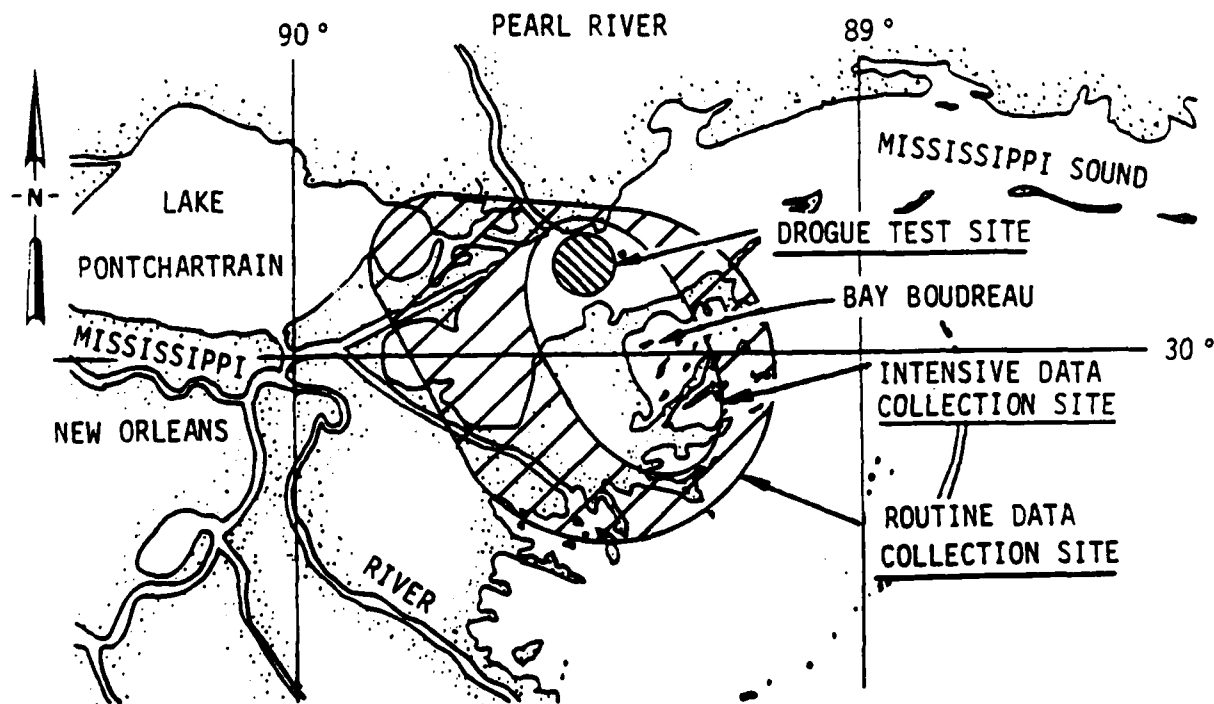 PEARL RIVER
90°
89°
-N-
MISSISSIPPI SOUND
LAKE
PONTCHARTRAIN
DROGUE TEST SITE
BAY BOUDREAU
MISSISSIPPI
30°
INTENSIVE DATA
COLLECTION SITE
NEW ORLEANS
ROUTINE DATA
COLLECTION SITE
RIVER